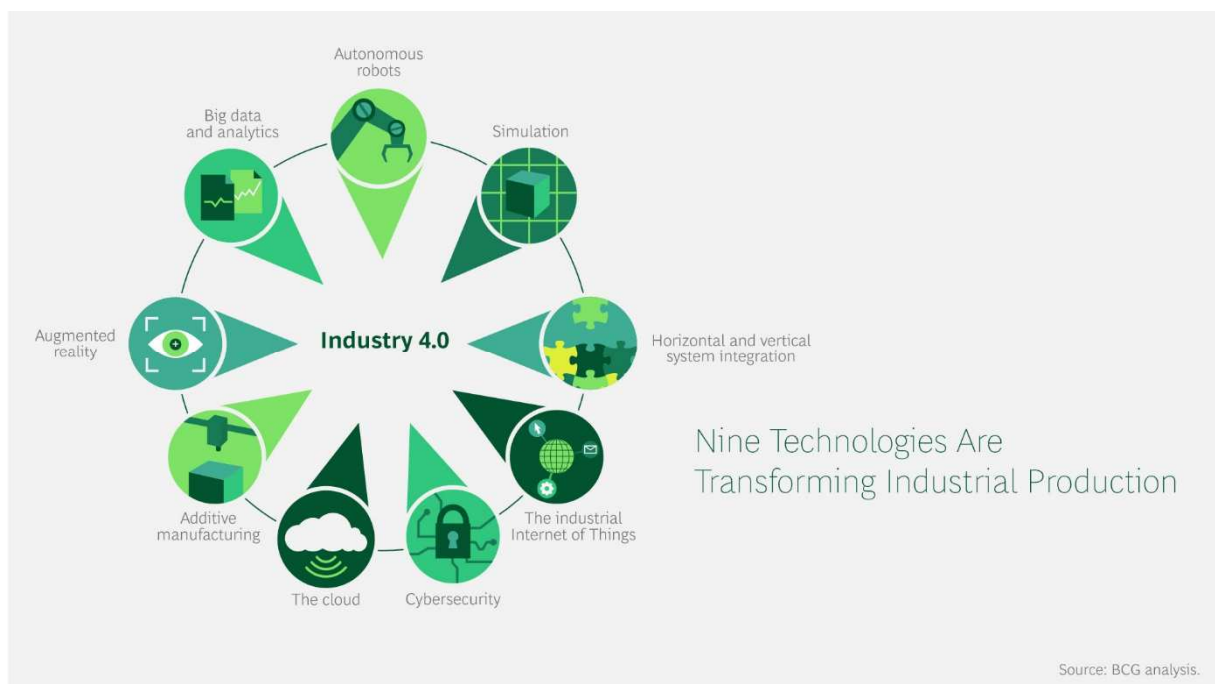 Autonomous
robots
Simulation
Horizontal and vertical
system integration
The industrial
Internet of Things
Cybersecurity
The cloud
Additive
manufacturing
Augmented
reality
Big data
and analytics
Industry 4.0
Nine Technologies Are
Transforming Industrial Production
Source: BCG analysis.